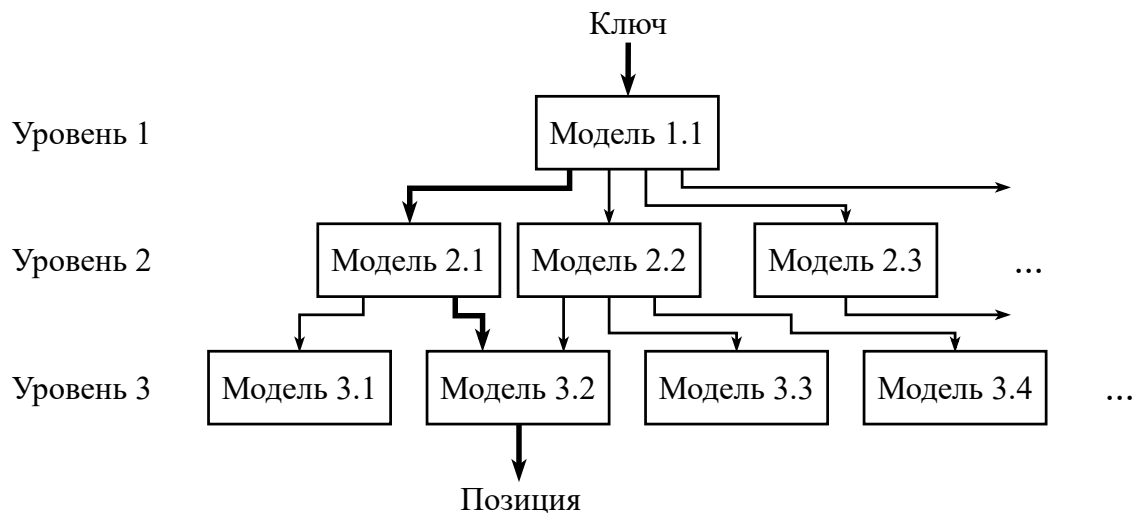 Ключ
Уровень 1
Модель 1.1
Уровень 2
Модель 2.1
Модель 2.2
Модель 2.3
...
Уровень 3
Модель 3.1
Модель 3.2
Модель 3.3
Модель 3.4
...
Позиция